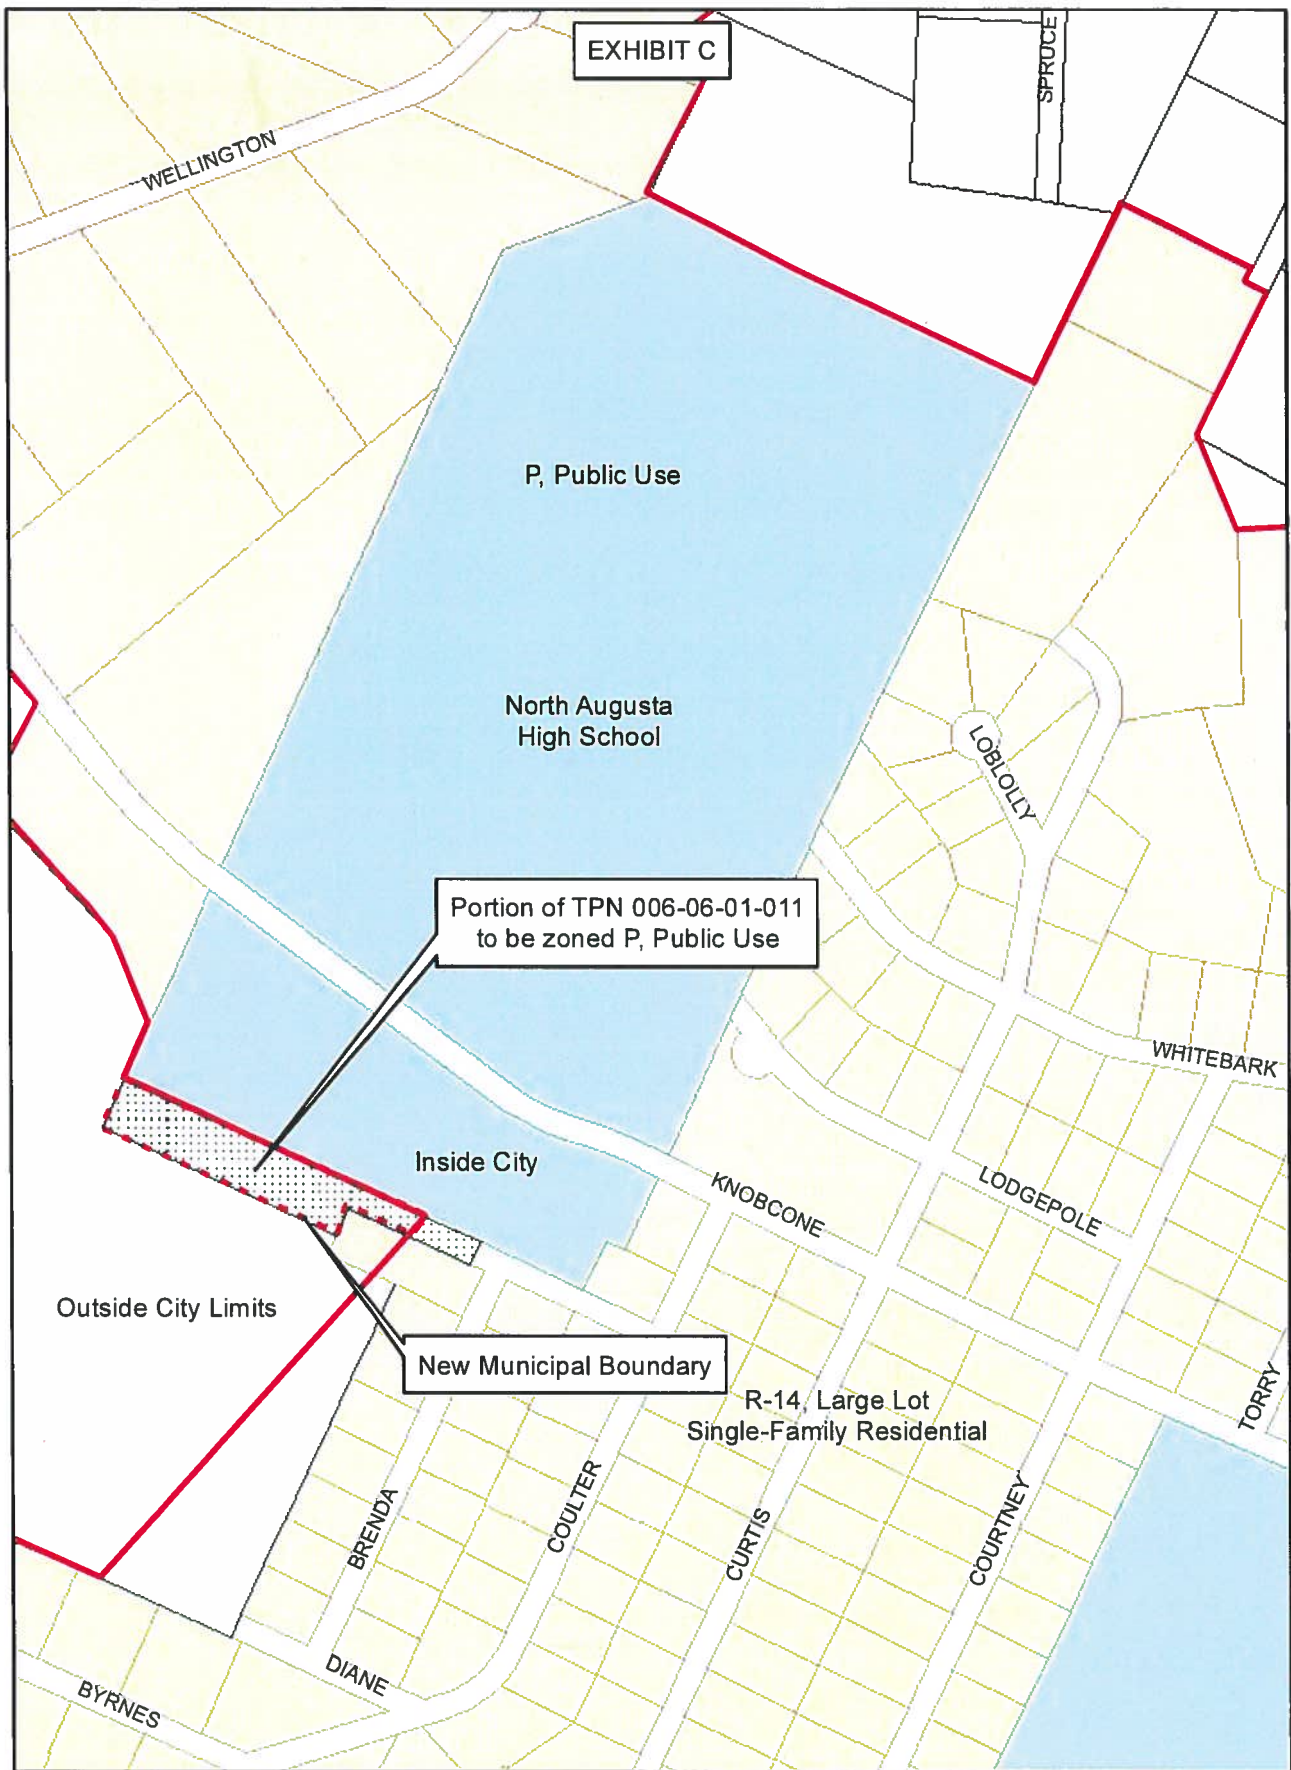 EXHIBIT C
SPRUCE
WELLINGTON
P, Public Use
North Augusta
High School
LOBLOLLY
Portion of TPN 006-06-01-011
to be zoned P, Public Use
WHITEBARK
Inside City
KNOBCONE
LODGEPOLE
Outside City Limits
New Municipal Boundary
R-14, Large Lot
Single-Family Residential
TORRY
BRENDA
COULTER
CURTIS
COURTNEY
DIANE
BYRNES